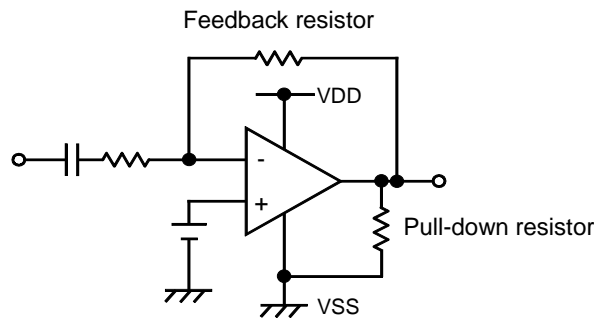 Feedback resistor
VDD
-
+
Pull-down resistor
VSS